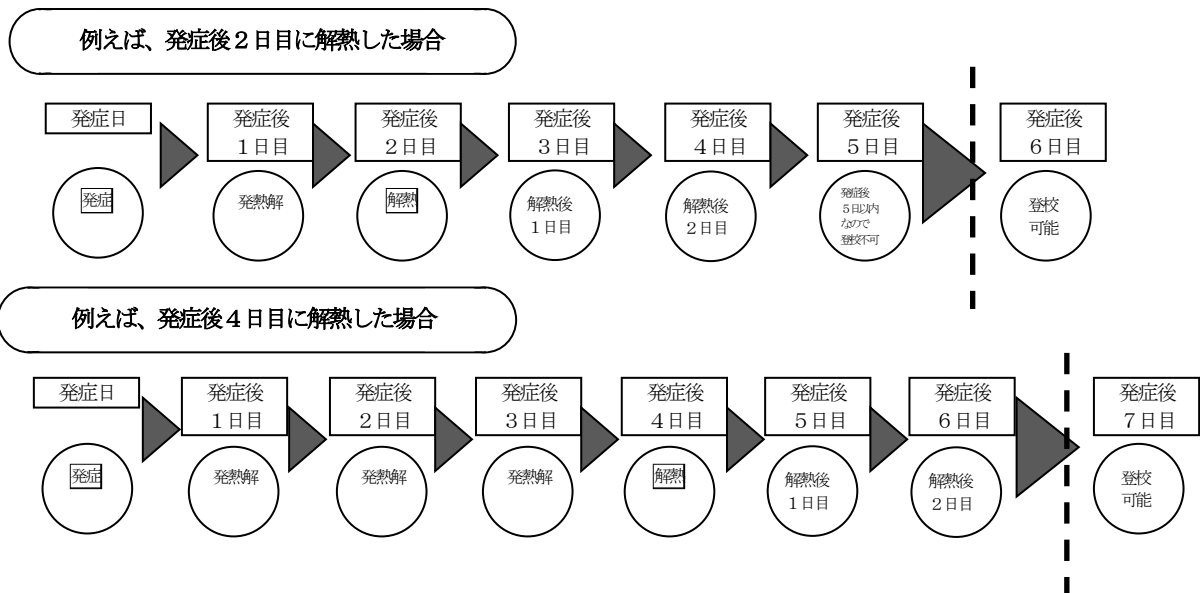 例えば、発症後２日目に解熱した場合
発症日
発症後
１日目
発症後
２日目
発症後
３日目
発症後
４日目
発症後
５日目
発症後
６日目
発症
発熱解
解熱
解熱後
１日目
解熱後
２日目
発症後
５日以内
なので
登校不可
登校
可能
例えば、発症後４日目に解熱した場合
発症日
発症後
１日目
発症後
２日目
発症後
３日目
発症後
４日目
発症後
５日目
発症後
６日目
発症後
７日目
発症
発熱解
発熱解
発熱解
解熱
解熱後
１日目
解熱後
２日目
登校
可能